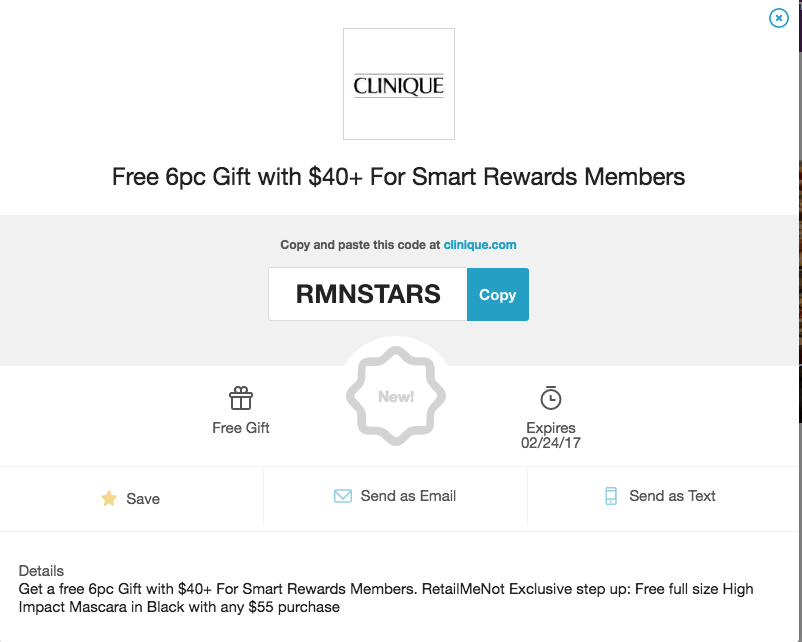 CLINIQUE
Free 6pc Gift with $40+ For Smart Rewards Members
Copy and paste this code at clinique.com
RMNSTARS
Copy
New!
Free Gift
Expires
02/24/17
Save
Send as Email
Send as Text
Details
Get a free 6pc Gift with $40+ For Smart Rewards Members. RetailMeNot Exclusive step up: Free full size High
Impact Mascara in Black with any $55 purchase